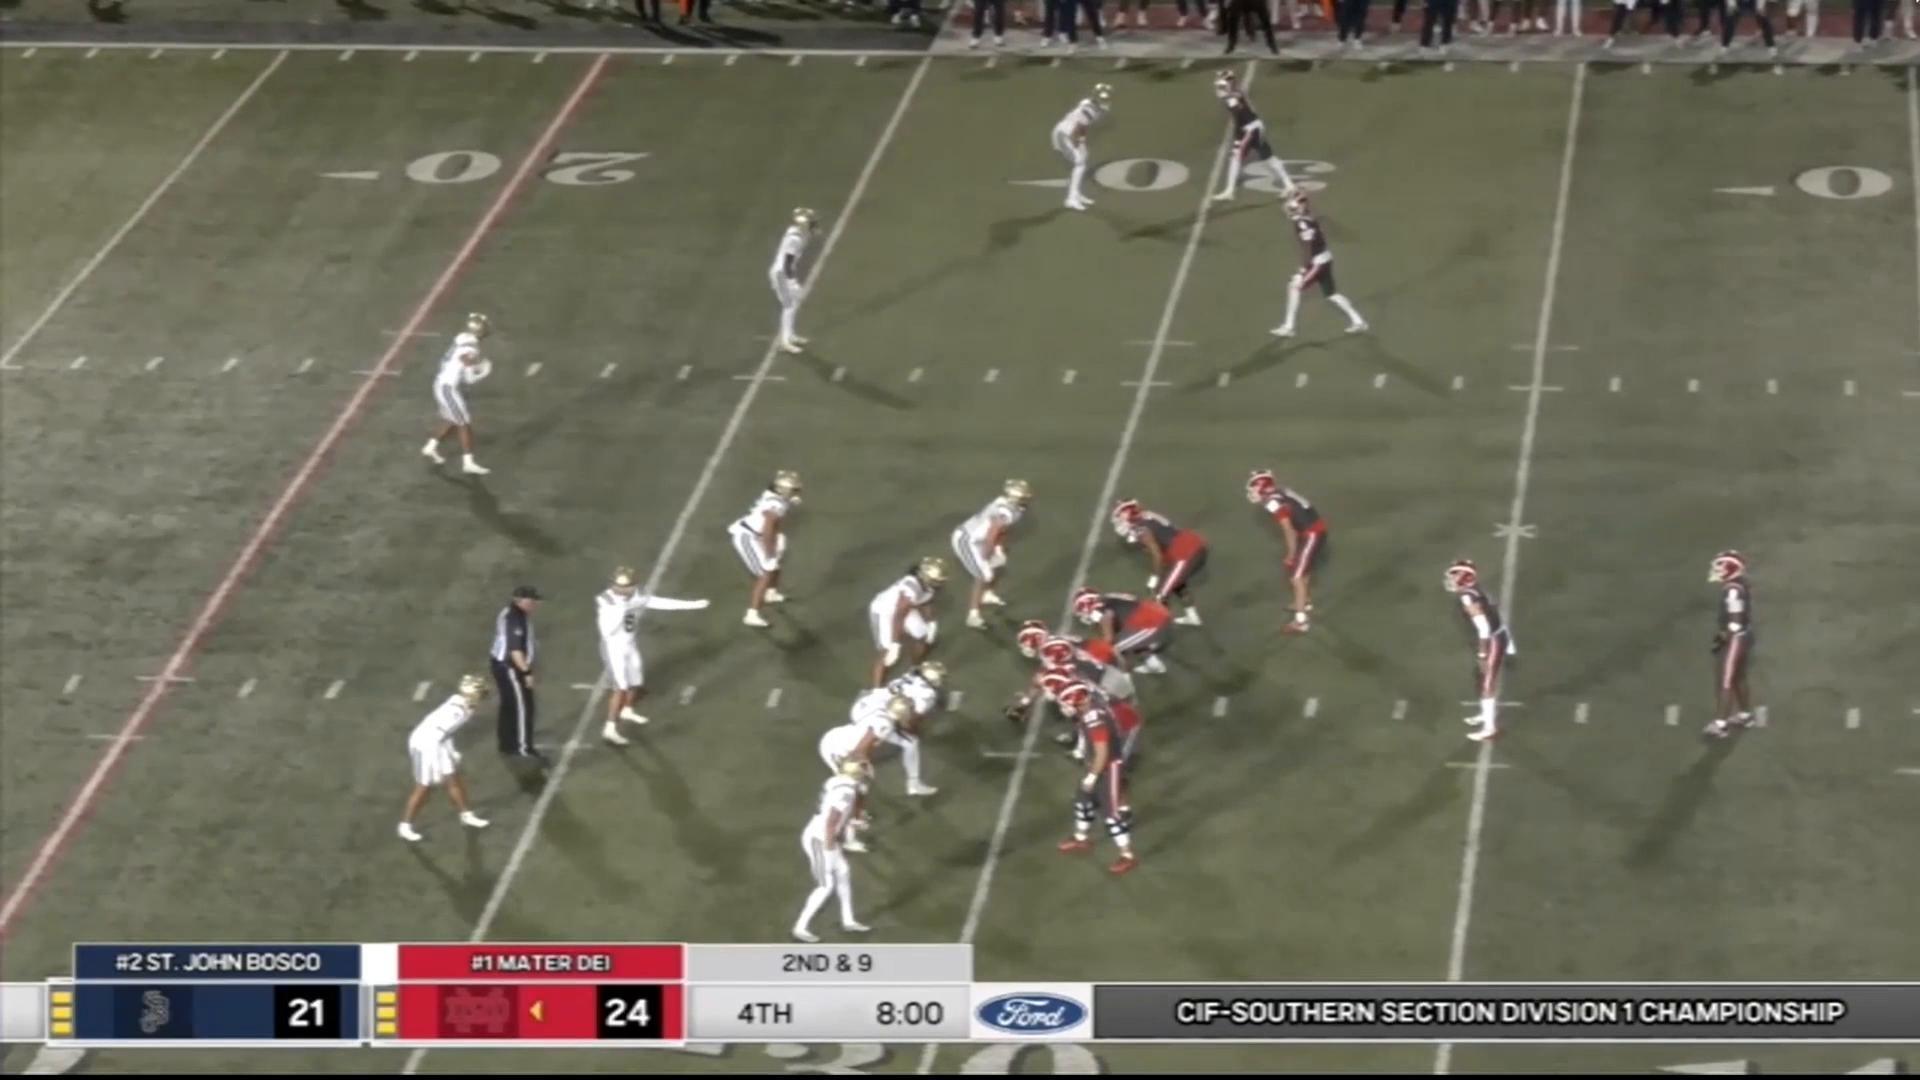 20
30
0
#2 ST. JOHN BOSCO
#1 MATER DEI
2ND & 9
21
24
4TH
8:00
Ford
CIF-SOUTHERN SECTION DIVISION 1 CHAMPIONSHIP
30